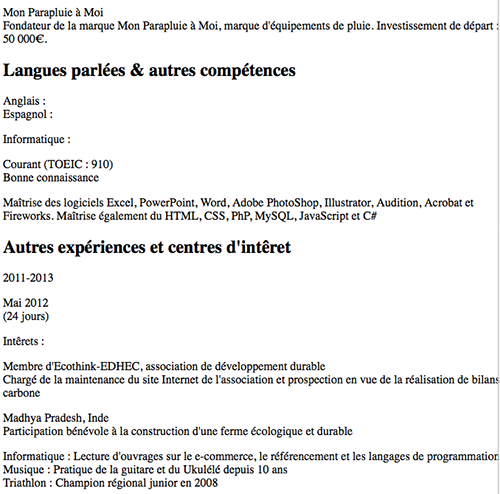 Mon Parapluie à Moi
Fondateur de la marque Mon Parapluie à Moi, marque d'équipements de pluie. Investissement de départ :
50 000€.
Langues parlées & autres compétences
Anglais :
Espagnol :
Informatique :
Courant (TOEIC : 910)
Bonne connaissance
Maîtrise des logiciels Excel, PowerPoint, Word, Adobe PhotoShop, Illustrator, Audition, Acrobat et
Fireworks. Maîtrise également du HTML, CSS, PhP, MySQL, JavaScript et C#
Autres expériences et centres d'intêret
2011-2013
Mai 2012
(24 jours)
Intêrets :
Membre d'Ecothink-EDHEC, association de développement durable
Chargé de la maintenance du site Internet de l'association et prospection en vue de la réalisation de bilans
carbone
Madhya Pradesh, Inde
Participation bénévole à la construction d'une ferme écologique et durable
Informatique : Lecture d'ouvrages sur le e-commerce, le référencement et les langages de programmation
Musique : Pratique de la guitare et du Ukulélé depuis 10 ans
Triathlon : Champion régional junior en 2008